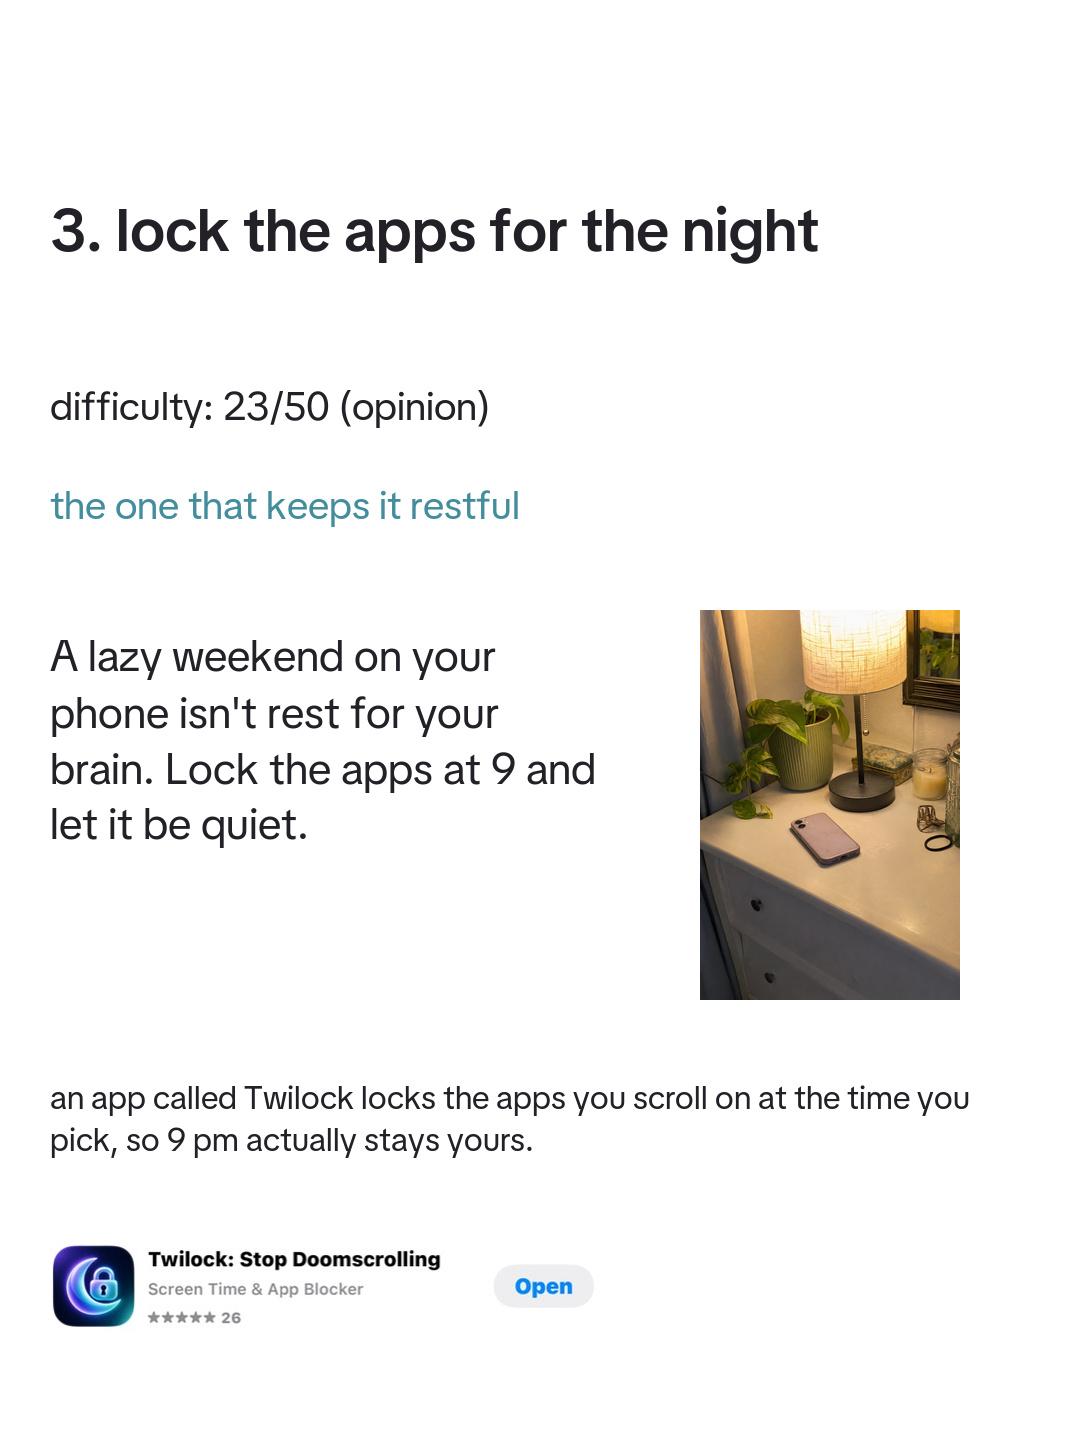 3. lock the apps for the night
difficulty: 23/50 (opinion)
the one that keeps it restful
A lazy weekend on your
phone isn't rest for your
brain. Lock the apps at 9 and
let it be quiet.
an app called Twilock locks the apps you scroll on at the time you
pick, so 9 pm actually stays yours.
Twilock: Stop Doomscrolling
Screen Time & App Blocker
★★★★★ 26
Open